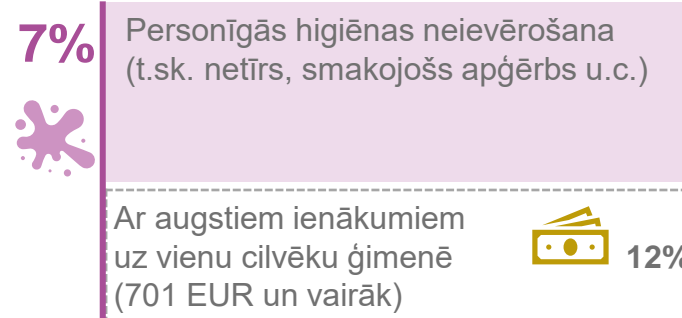 7%
Personīgās higiēnas neievērošana
(t.sk. netīrs, smakojošs apģērbs u.c.)
Ar augstiem ienākumiem
uz vienu cilvēku ģimenē
(701 EUR un vairāk)
12%